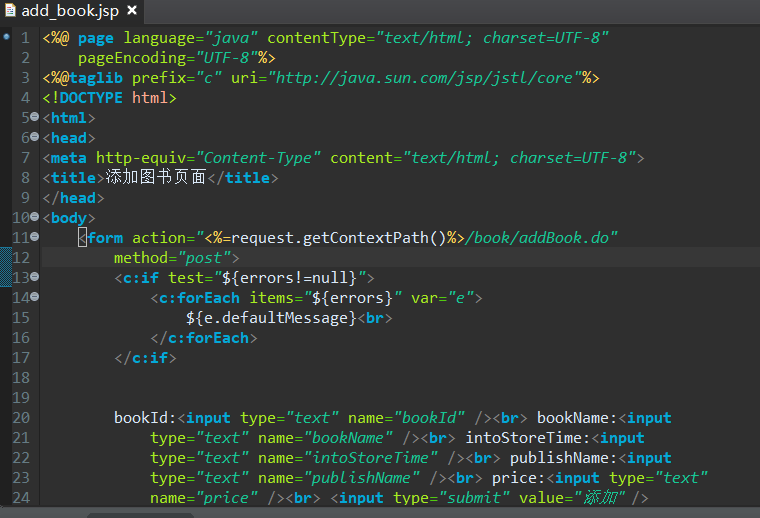 add_book.jsp
1 <%@ page language="java" contentType="text/html; charset=UTF-8"
2 pageEncoding="UTF-8"%>
3 <%@taglib prefix="c" uri="http://java.sun.com/jsp/jstl/core"%>
4 <!DOCTYPE html>
5 <html>
6 <head>
7 <meta http-equiv="Content-Type" content="text/html; charset=UTF-8">
8 <title>添加图书页面</title>
9 </head>
10 <body>
11 <form action="<%=request.getContextPath()%>/book/addBook.do"
12 method="post">
13 <c:if test="${errors!=null}">
14 <c:forEach items="${errors}" var="e">
15 ${e.defaultMessage}<br>
16 </c:forEach>
17 </c:if>
18
19
20 bookId:<input type="text" name="bookId" /><br> bookName:<input
21 type="text" name="bookName" /><br> intoStoreTime:<input
22 type="text" name="intoStoreTime" /><br> publishName:<input
23 type="text" name="publishName" /><br> price:<input type="text"
24 name="price" /><br> <input type="submit" value="添加" />